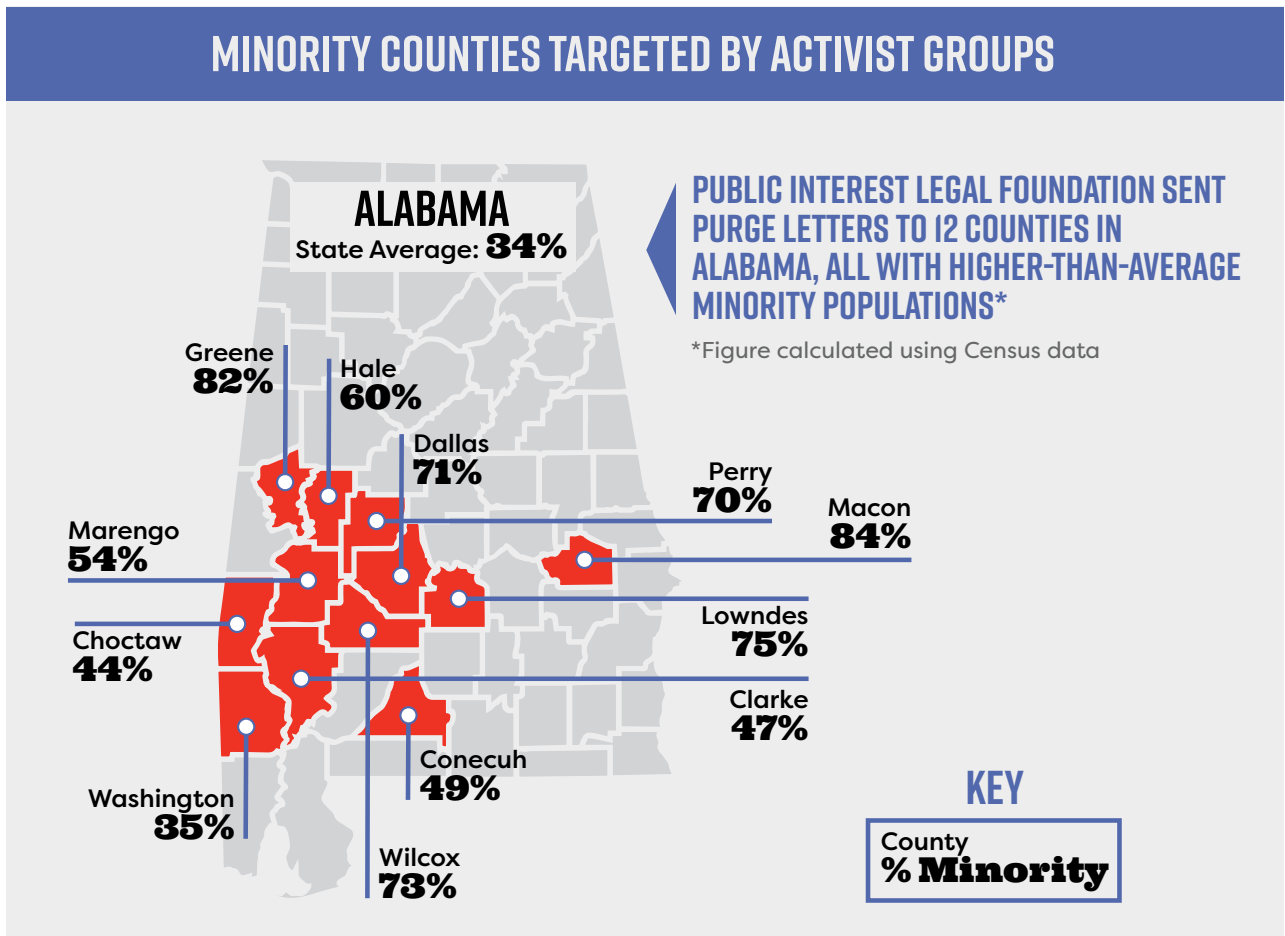 MINORITY COUNTIES TARGETED BY ACTIVIST GROUPS
ALABAMA
State Average: 34%
PUBLIC INTEREST LEGAL FOUNDATION SENT
PURGE LETTERS TO 12 COUNTIES IN
ALABAMA, ALL WITH HIGHER-THAN-AVERAGE
MINORITY POPULATIONS*
*Figure calculated using Census data
Greene
82%
Hale
60%
Dallas
71%
Perry
70%
Macon
84%
Marengo
54%
Lowndes
75%
Choctaw
44%
Clarke
47%
Conecuh
49%
Washington
35%
Wilcox
73%
KEY
County
% Minority